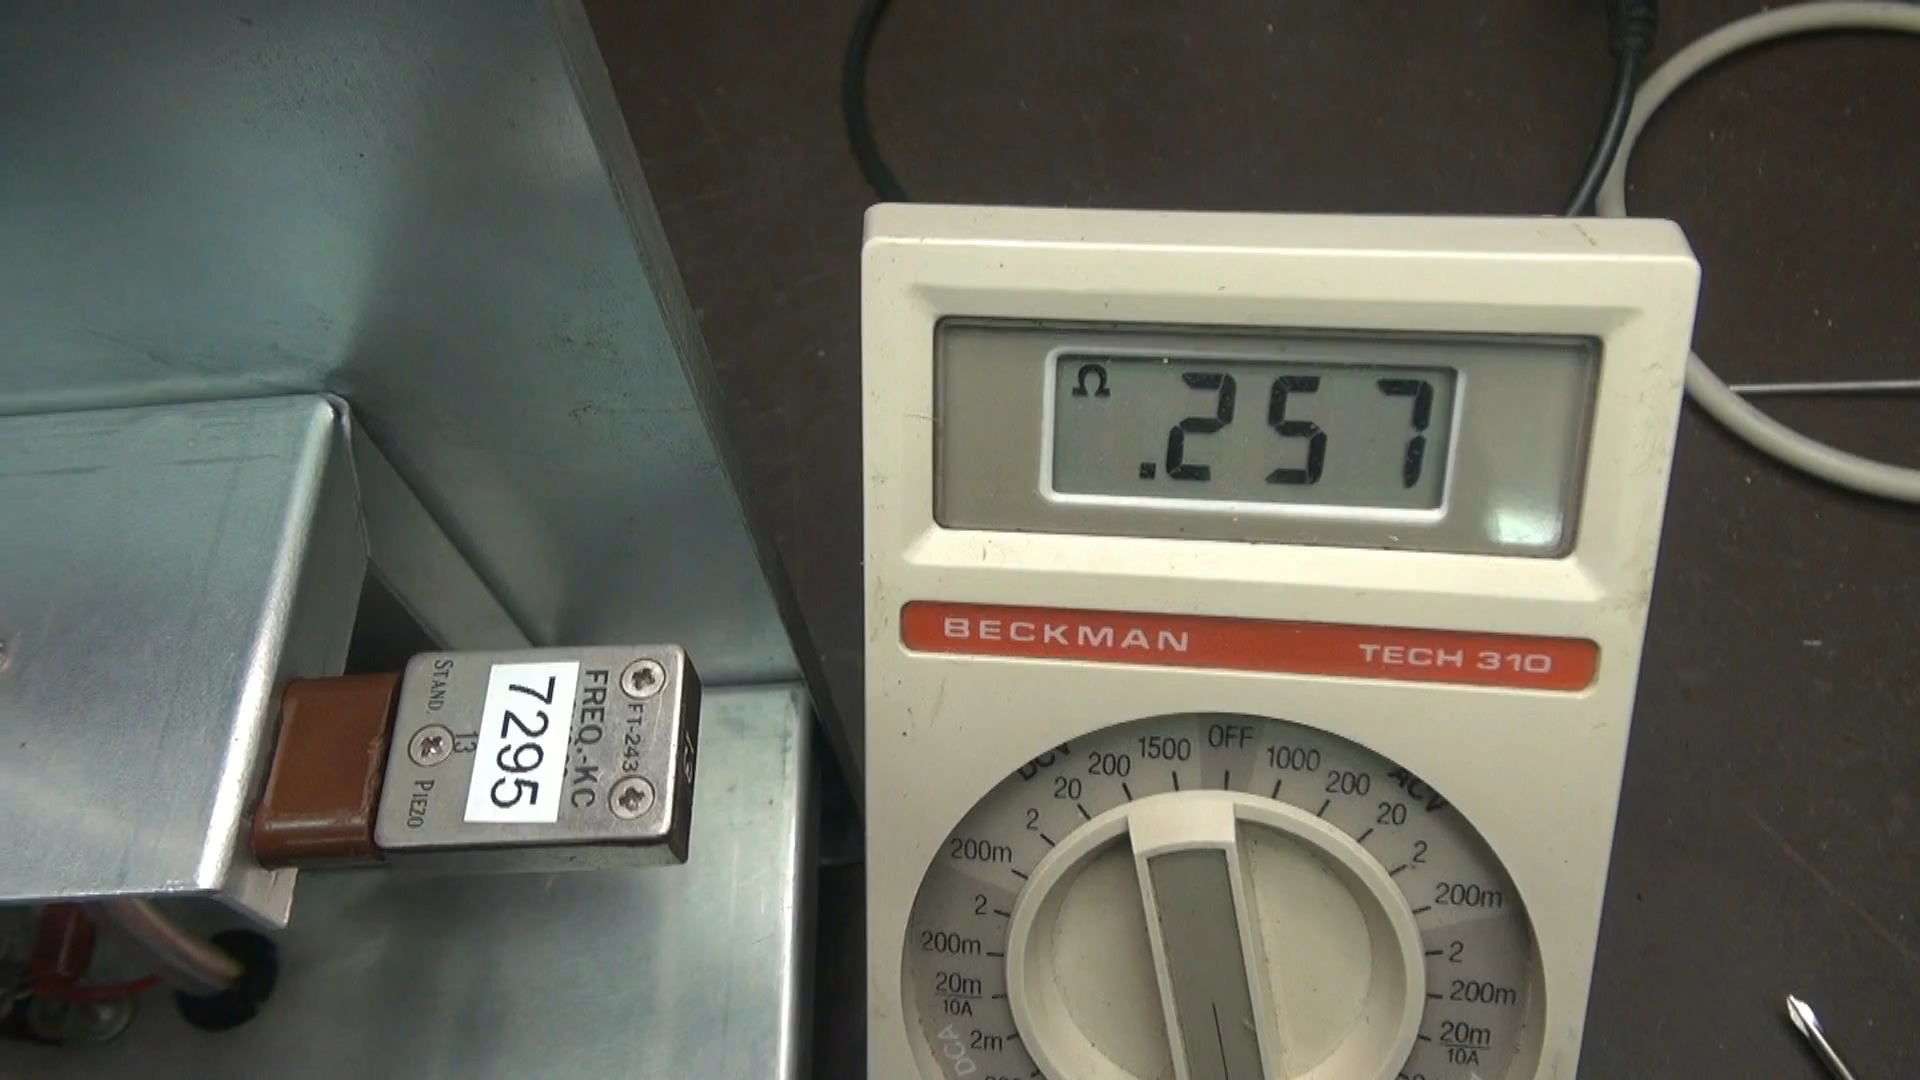 Ω .257
BECKMAN TECH 310
OFF
1500
200
20
2
200m
2
200m
20m
10A
2m
DCA
1000
200
20
2
200m
2
200m
20m
10A
DCV
ACV
FT-243
FREQ.-KC
7295
13
STAND. PIEZO